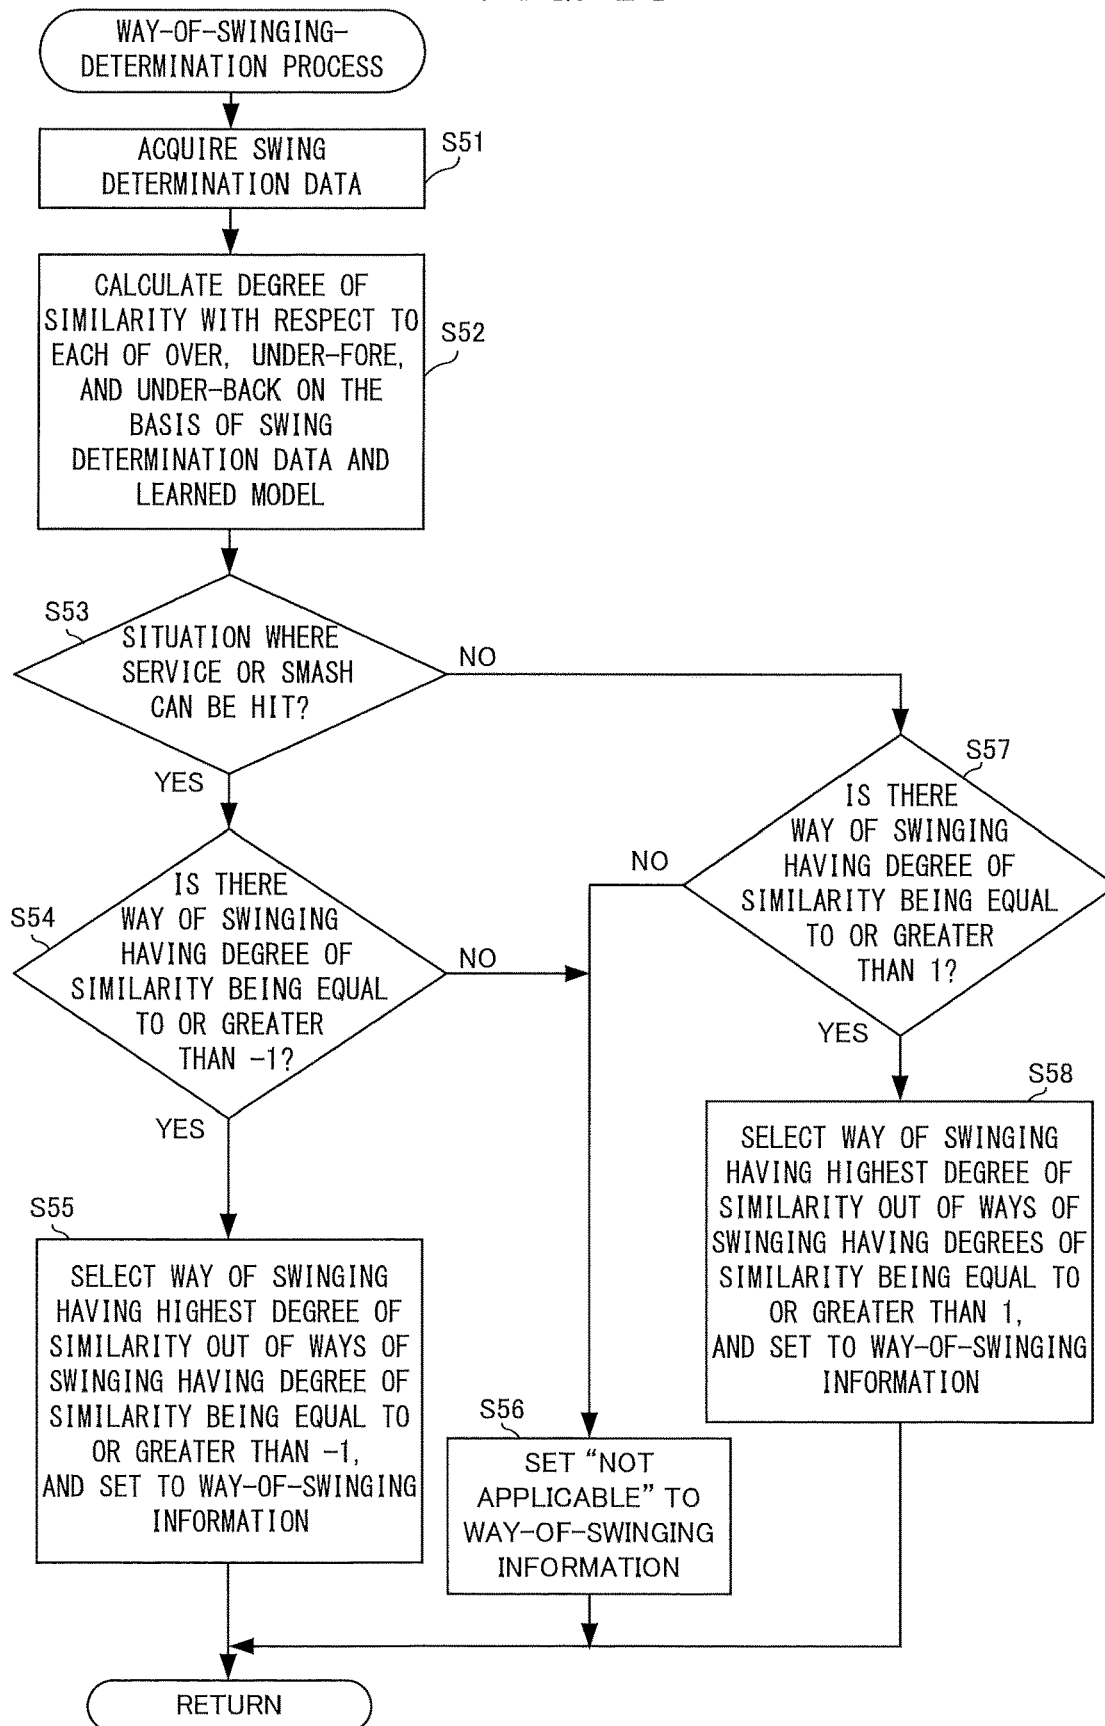 WAY-OF-SWINGING-
DETERMINATION PROCESS
S51
ACQUIRE SWING
DETERMINATION DATA
S52
CALCULATE DEGREE OF
SIMILARITY WITH RESPECT TO
EACH OF OVER, UNDER-FORE,
AND UNDER-BACK ON THE
BASIS OF SWING
DETERMINATION DATA AND
LEARNED MODEL
S53
SITUATION WHERE
SERVICE OR SMASH
CAN BE HIT?
NO
YES
S54
IS THERE
WAY OF SWINGING
HAVING DEGREE OF
SIMILARITY BEING EQUAL
TO OR GREATER
THAN -1?
NO
YES
S57
IS THERE
WAY OF SWINGING
HAVING DEGREE OF
SIMILARITY BEING EQUAL
TO OR GREATER
THAN 1?
NO
YES
S55
SELECT WAY OF SWINGING
HAVING HIGHEST DEGREE OF
SIMILARITY OUT OF WAYS OF
SWINGING HAVING DEGREE OF
SIMILARITY BEING EQUAL TO
OR GREATER THAN -1,
AND SET TO WAY-OF-SWINGING
INFORMATION
S56
SET “NOT
APPLICABLE” TO
WAY-OF-SWINGING
INFORMATION
S58
SELECT WAY OF SWINGING
HAVING HIGHEST DEGREE OF
SIMILARITY OUT OF WAYS OF
SWINGING HAVING DEGREES OF
SIMILARITY BEING EQUAL TO
OR GREATER THAN 1,
AND SET TO WAY-OF-SWINGING
INFORMATION
RETURN